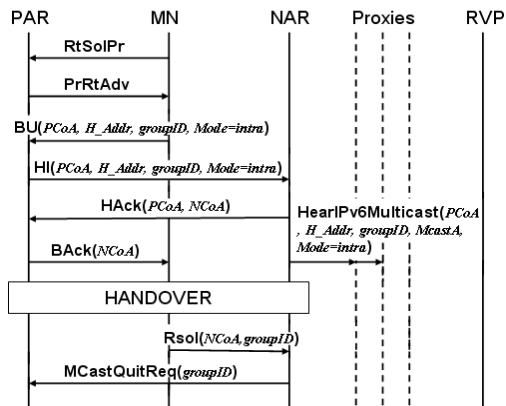 PAR MN NAR Proxies RVP
RtSolPr
PrRtAdv
BU(PCoA, H_Addr, groupID, Mode=intra)
HI(PCoA, H_Addr, groupID, Mode=intra)
HAck(PCoA, NCoA)
HearIPv6Multicast(PCoA
, H_Addr, groupID, McastA,
Mode=intra)
BAck(NCoA)
HANDOVER
Rsol(NCoA,groupID)
MCastQuitReq(groupID)